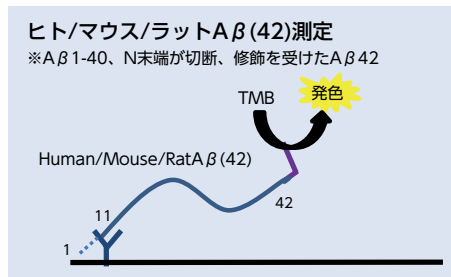 ヒト/マウス/ラットAβ(42)測定
※Aβ1-40、N末端が切断、修飾を受けたAβ42
TMB
発色
Human/Mouse/RatAβ(42)
42
11
1